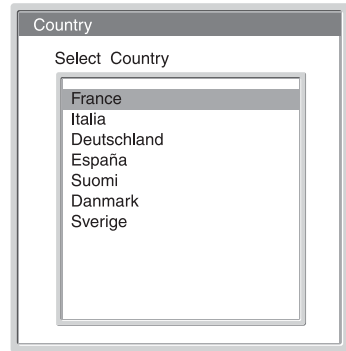 Country
Select Country
France
Italia
Deutschland
España
Suomi
Danmark
Sverige